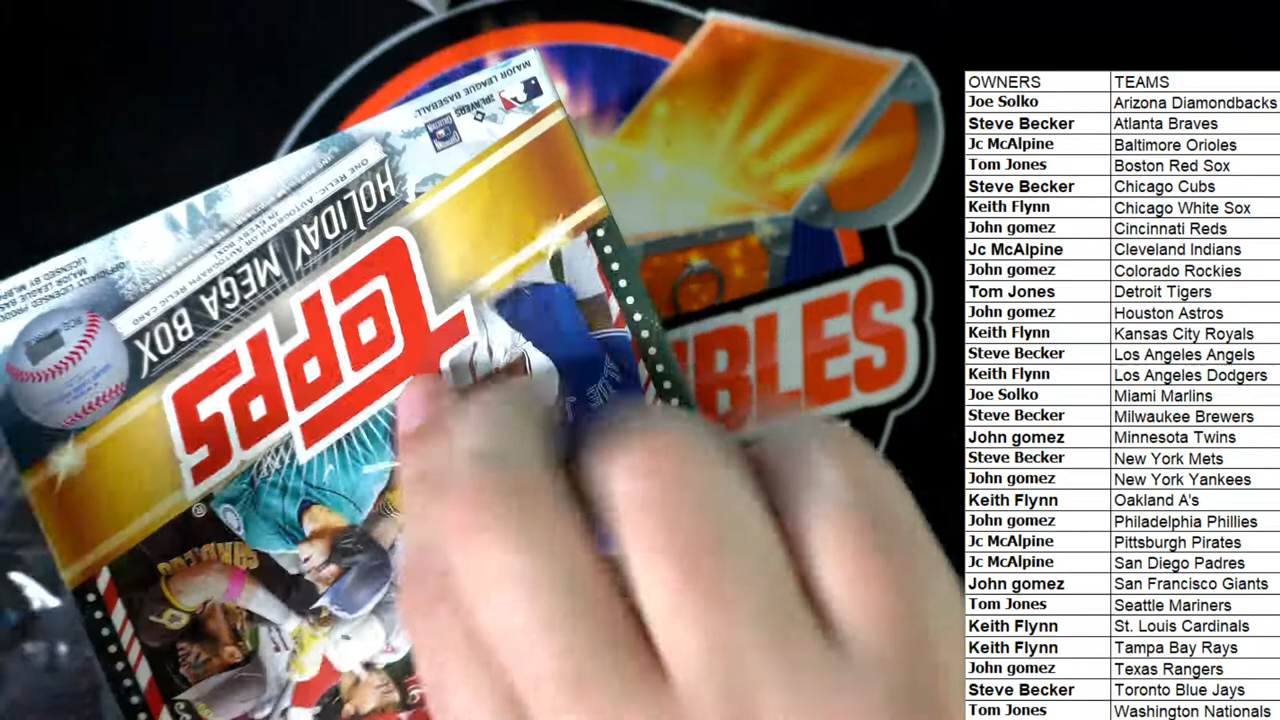 MAJOR LEAGUE BASEBALL
PLAYERS
ONE RELIC, AUTOGRAPH OR AUTOGRAPH RELIC CARD
IN EVERY BOX!
HOLIDAY MEGA BOX
Topps
®
BLES
OWNERS TEAMS
Joe Solko Arizona Diamondbacks
Steve Becker Atlanta Braves
Jc McAlpine Baltimore Orioles
Tom Jones Boston Red Sox
Steve Becker Chicago Cubs
Keith Flynn Chicago White Sox
John gomez Cincinnati Reds
Jc McAlpine Cleveland Indians
John gomez Colorado Rockies
Tom Jones Detroit Tigers
John gomez Houston Astros
Keith Flynn Kansas City Royals
Steve Becker Los Angeles Angels
Keith Flynn Los Angeles Dodgers
Joe Solko Miami Marlins
Steve Becker Milwaukee Brewers
John gomez Minnesota Twins
Steve Becker New York Mets
John gomez New York Yankees
Keith Flynn Oakland A's
John gomez Philadelphia Phillies
Jc McAlpine Pittsburgh Pirates
Jc McAlpine San Diego Padres
John gomez San Francisco Giants
Tom Jones Seattle Mariners
Keith Flynn St. Louis Cardinals
Keith Flynn Tampa Bay Rays
John gomez Texas Rangers
Steve Becker Toronto Blue Jays
Tom Jones Washington Nationals